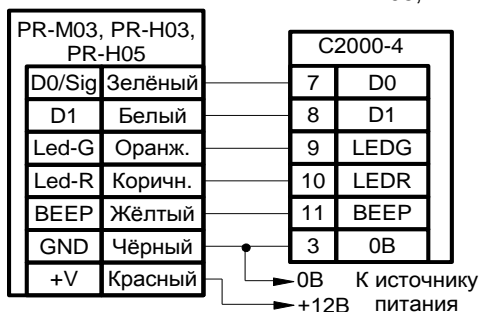 PR-M03, PR-H03,
PR-H05
C2000-4
D0/Sig Зелёный 7 D0
D1 Белый 8 D1
Led-G Оранж. 9 LEDG
Led-R Коричн. 10 LEDR
BEEP Жёлтый 11 BEEP
GND Чёрный 3 0В
+V Красный
0В К источнику
+12В питания